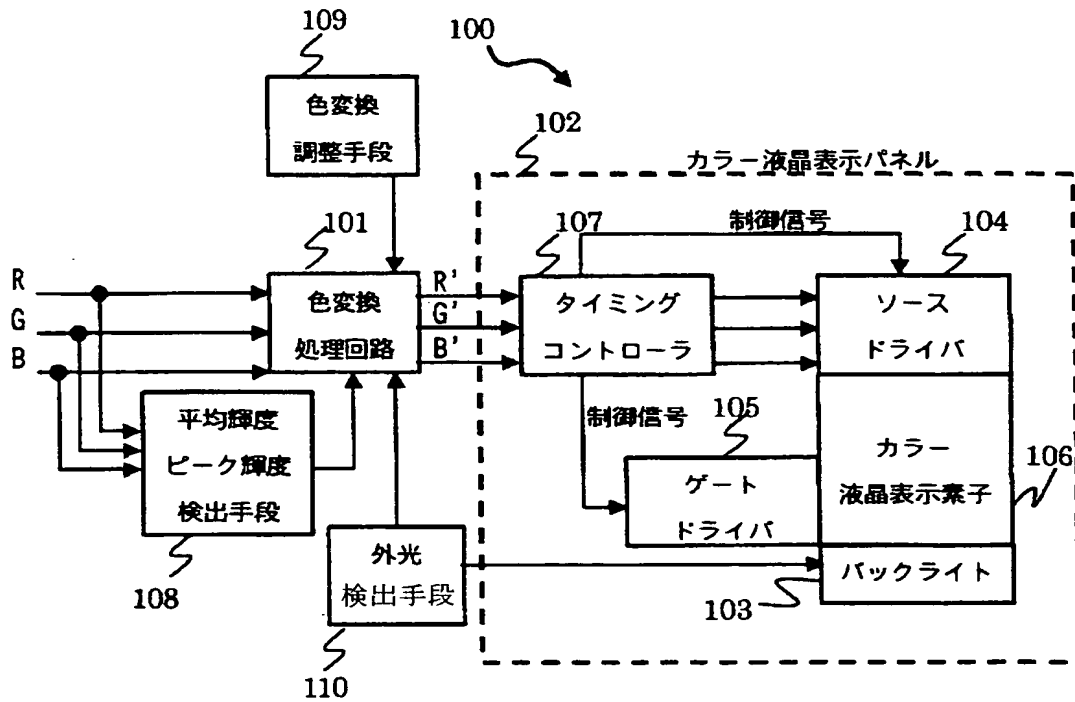 109
100
色変換
調整手段
102
カラー液晶表示パネル
101
107
制御信号
104
R
G
B
色変換
処理回路
R'
G'
B'
タイミング
コントローラ
ソース
ドライバ
平均輝度
ピーク輝度
検出手段
制御信号
105
ゲート
ドライバ
カラー
液晶表示素子
106
108
外光
検出手段
バックライト
103
110